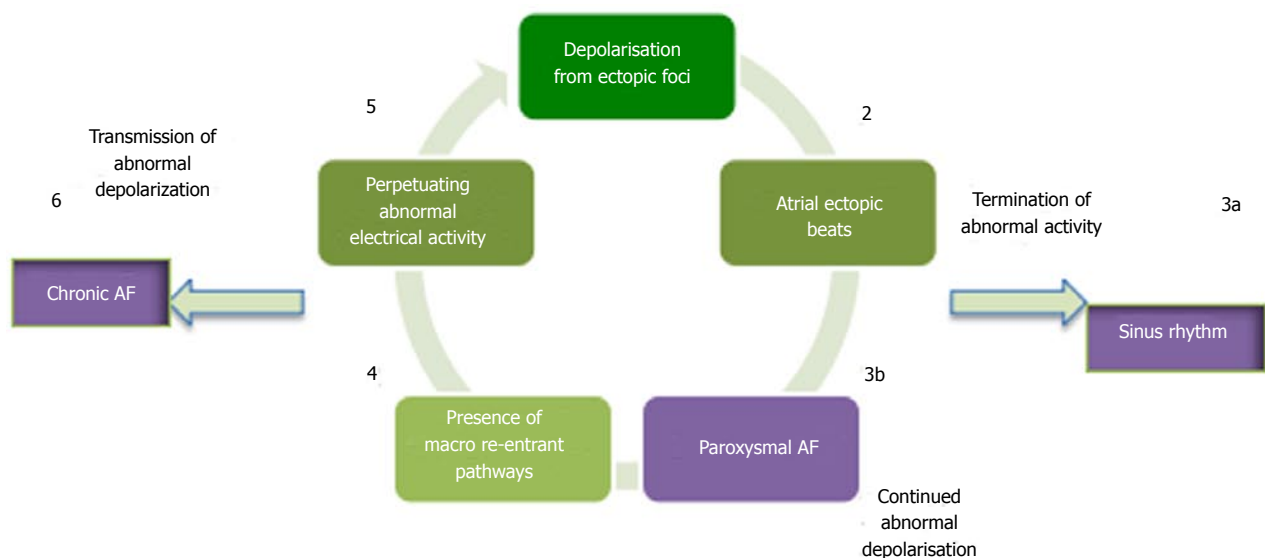 Depolarisation
from ectopic foci
5
2
Transmission of
abnormal
depolarization
6
Perpetuating
abnormal
electrical activity
Atrial ectopic
beats
Termination of
abnormal activity
3a
Chronic AF
Sinus rhythm
4
3b
Presence of
macro re-entrant
pathways
Paroxysmal AF
Continued
abnormal
depolarisation